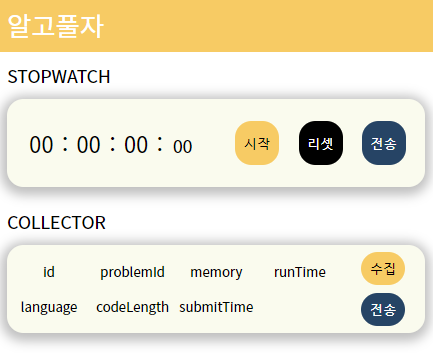 알고풀자
STOPWATCH
00 : 00 : 00 : 00 시작 리셋 전송
COLLECTOR
id problemId memory runTime 수집
language codeLength submitTime 전송